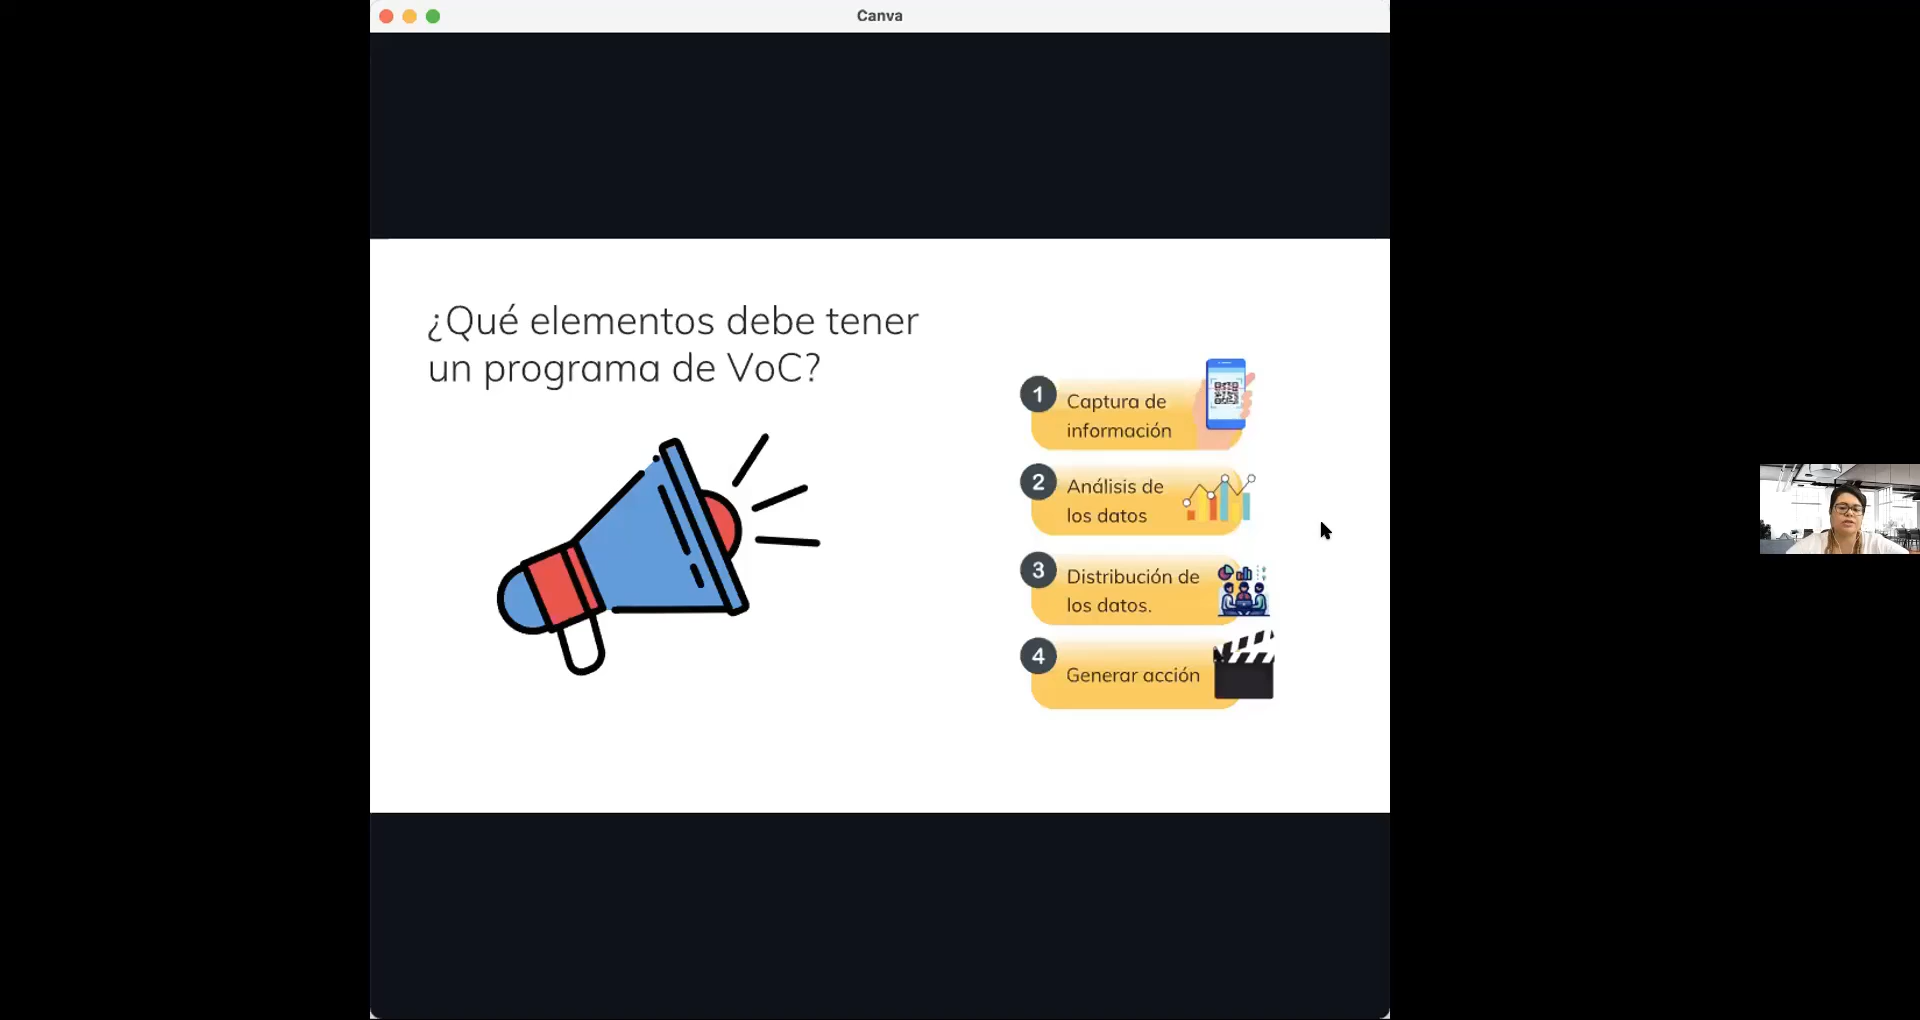 Canva
¿Qué elementos debe tener
un programa de VoC?
1
Captura de
información
2
Análisis de
los datos
3
Distribución de
los datos.
4
Generar acción